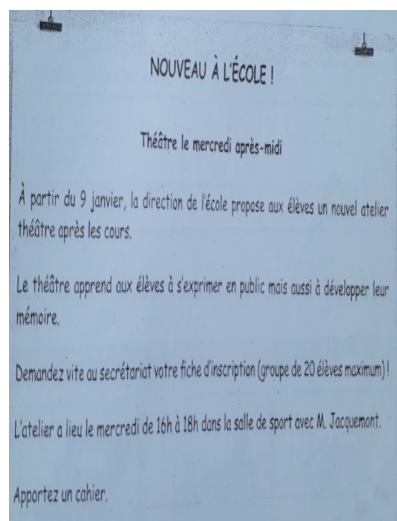 NOUVEAU À L'ÉCOLE !
Théâtre le mercredi après-midi
À partir du 9 janvier, la direction de l'école propose aux élèves un nouvel atelier
théâtre après les cours.
Le théâtre apprend aux élèves à s'exprimer en public mais aussi à développer leur
mémoire.
Demandez vite au secrétariat votre fiche d'inscription (groupe de 20 élèves maximum) !
L'atelier a lieu le mercredi de 16h à 18h dans la salle de sport avec M. Jacquemont.
Apportez un cahier.